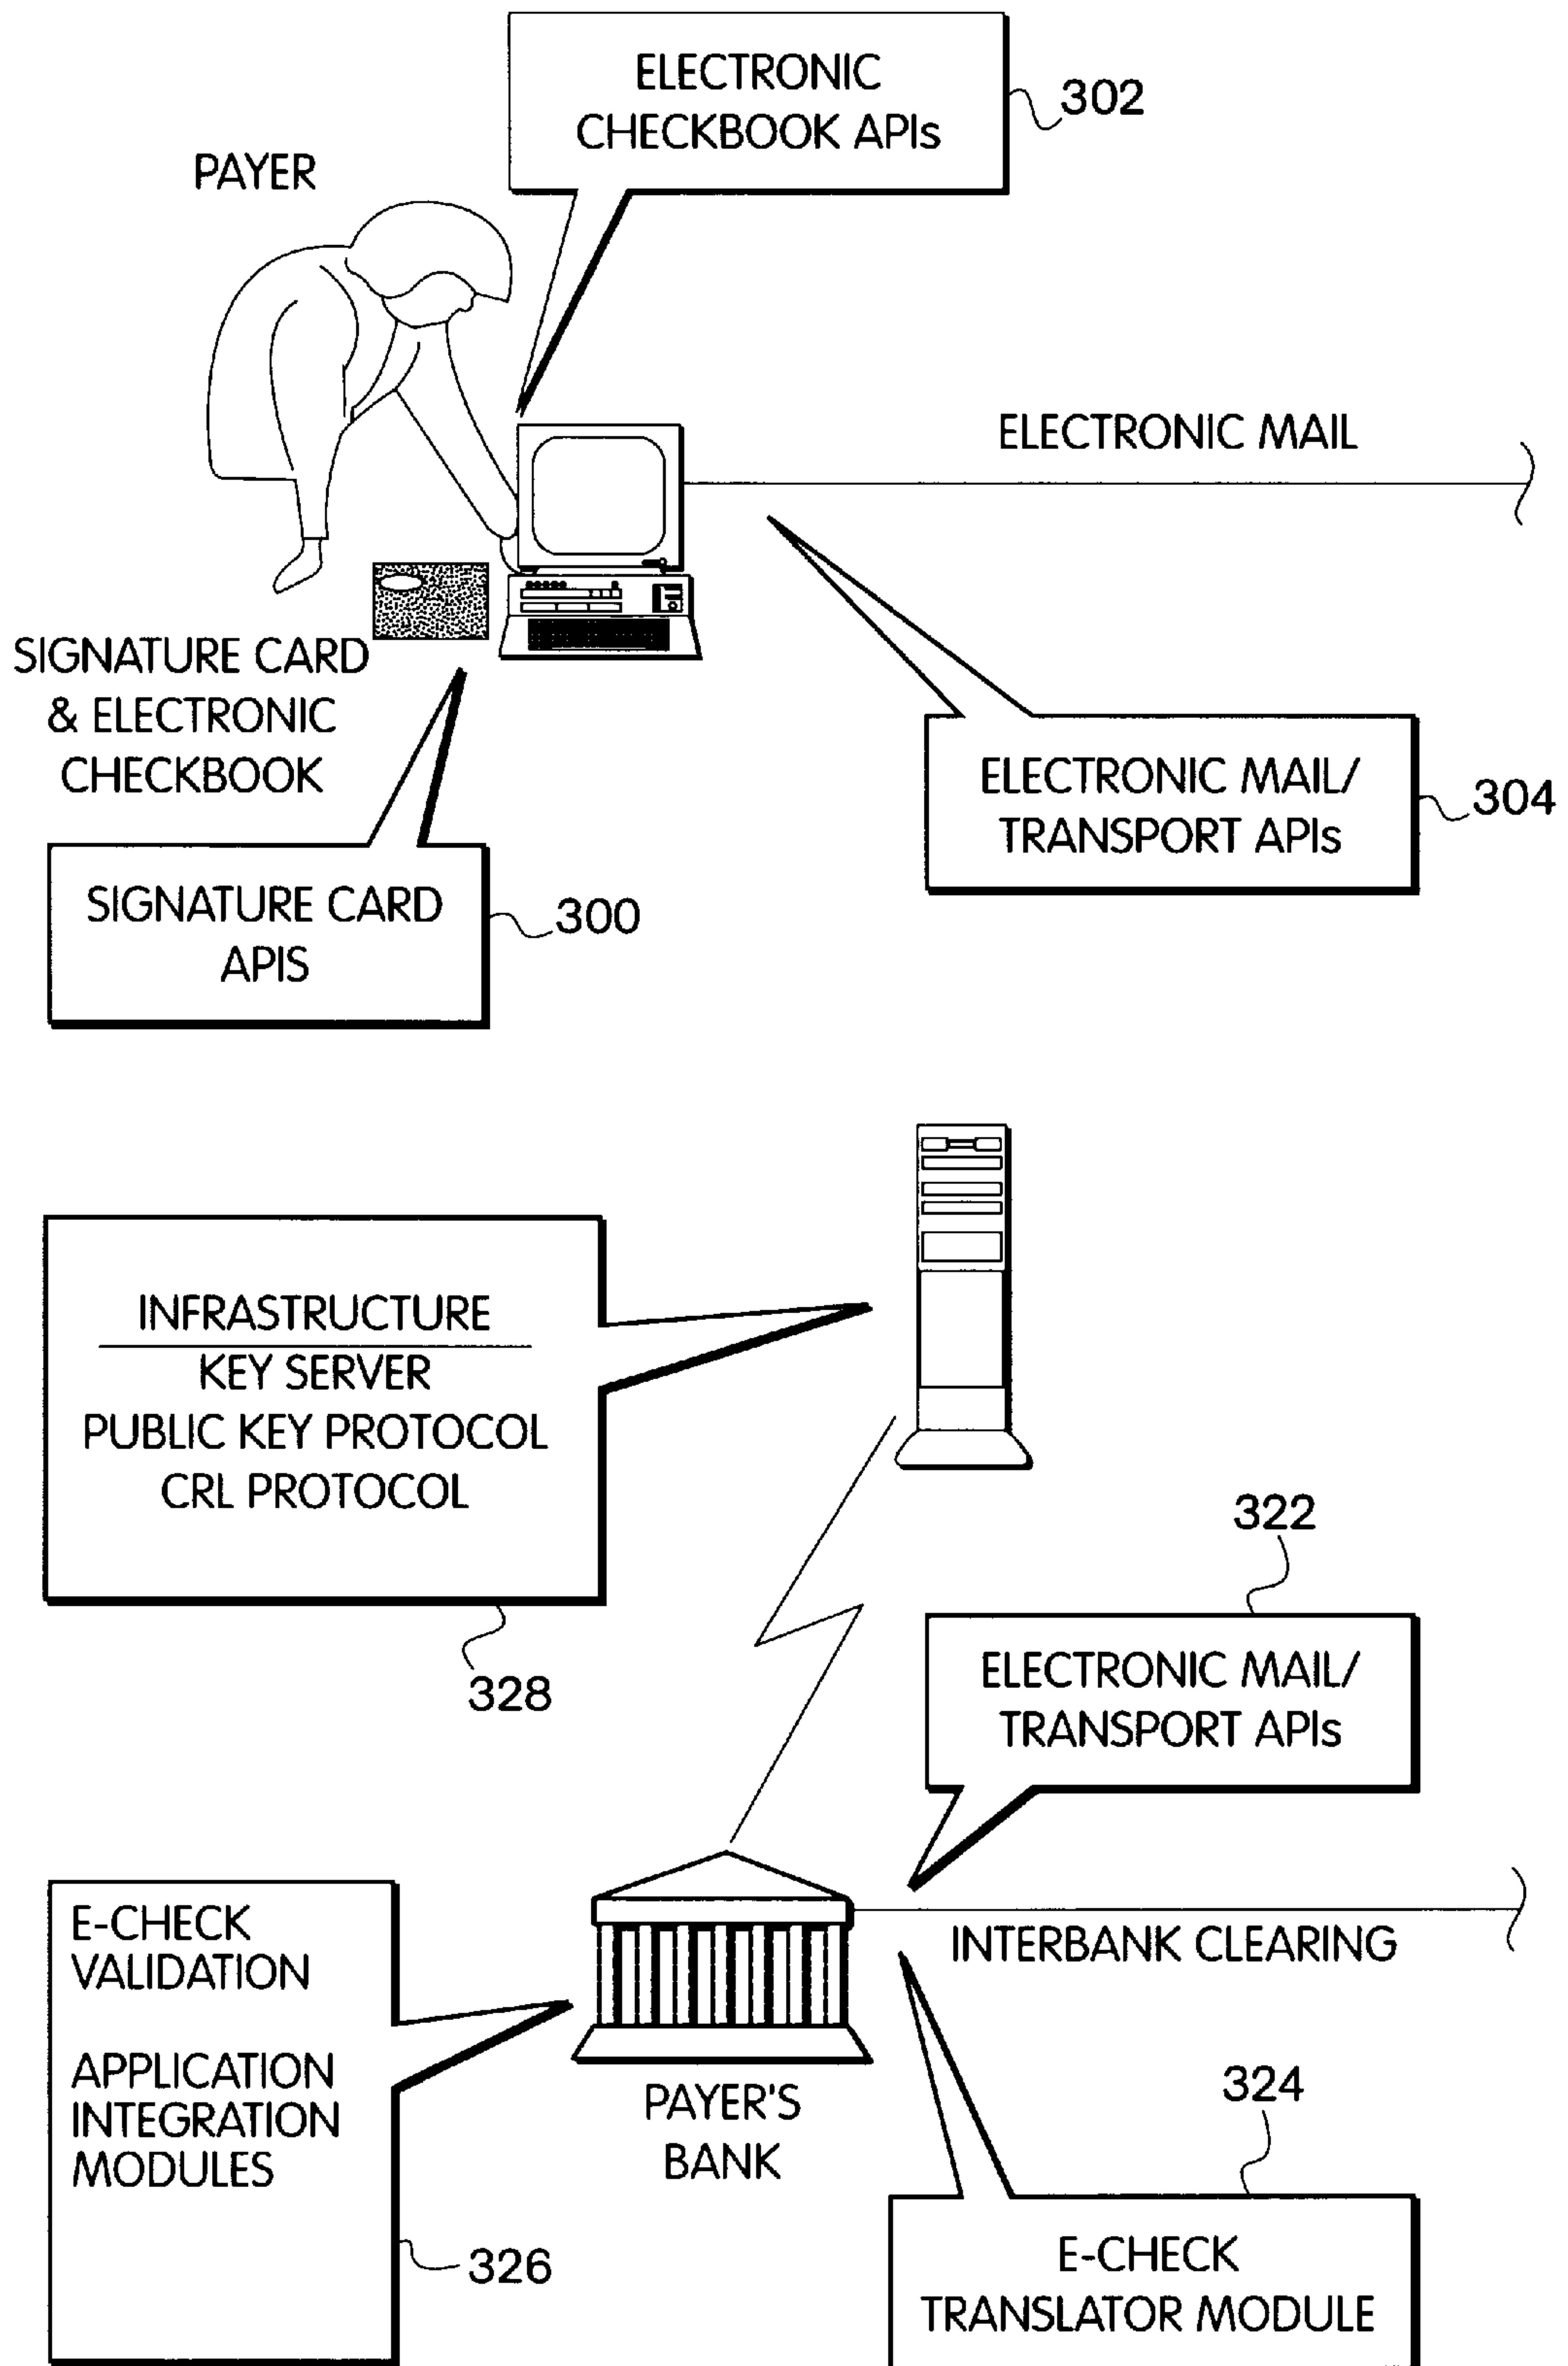 ELECTRONIC
CHECKBOOK APIs
302
PAYER
ELECTRONIC MAIL
SIGNATURE CARD
& ELECTRONIC
CHECKBOOK
ELECTRONIC MAIL/
TRANSPORT APIs
304
SIGNATURE CARD
APIS
300
INFRASTRUCTURE
KEY SERVER
PUBLIC KEY PROTOCOL
CRL PROTOCOL
328
322
ELECTRONIC MAIL/
TRANSPORT APIs
E-CHECK
VALIDATION
APPLICATION
INTEGRATION
MODULES
326
INTERBANK CLEARING
PAYER'S
BANK
324
E-CHECK
TRANSLATOR MODULE